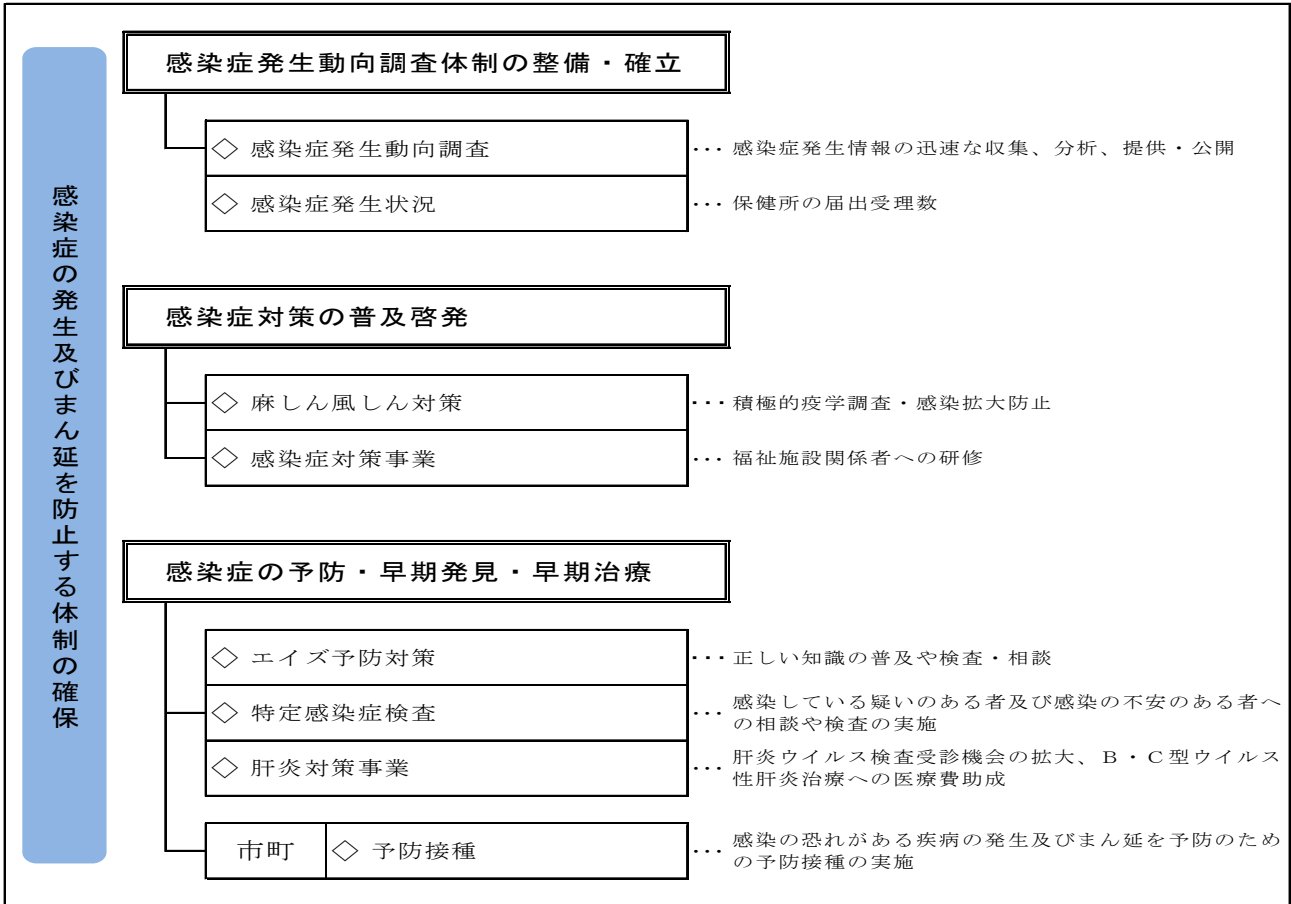 感染症の発生及びまん延を防止する体制の確保
感染症発生動向調査体制の整備・確立
◇ 感染症発生動向調査
･･･ 感染症発生情報の迅速な収集、分析、提供・公開
◇ 感染症発生状況
･･･ 保健所の届出受理数
感染症対策の普及啓発
◇ 麻しん風しん対策
･･･ 積極的疫学調査・感染拡大防止
◇ 感染症対策事業
･･･ 福祉施設関係者への研修
感染症の予防・早期発見・早期治療
◇ エイズ予防対策
･･･ 正しい知識の普及や検査・相談
◇ 特定感染症検査
･･･ 感染している疑いのある者及び感染の不安のある者へ
の相談や検査の実施
◇ 肝炎対策事業
･･･ 肝炎ウイルス検査受診機会の拡大、Ｂ・Ｃ型ウイルス
性肝炎治療への医療費助成
市町 ◇ 予防接種
･･･ 感染の恐れがある疾病の発生及びまん延を予防のため
の予防接種の実施